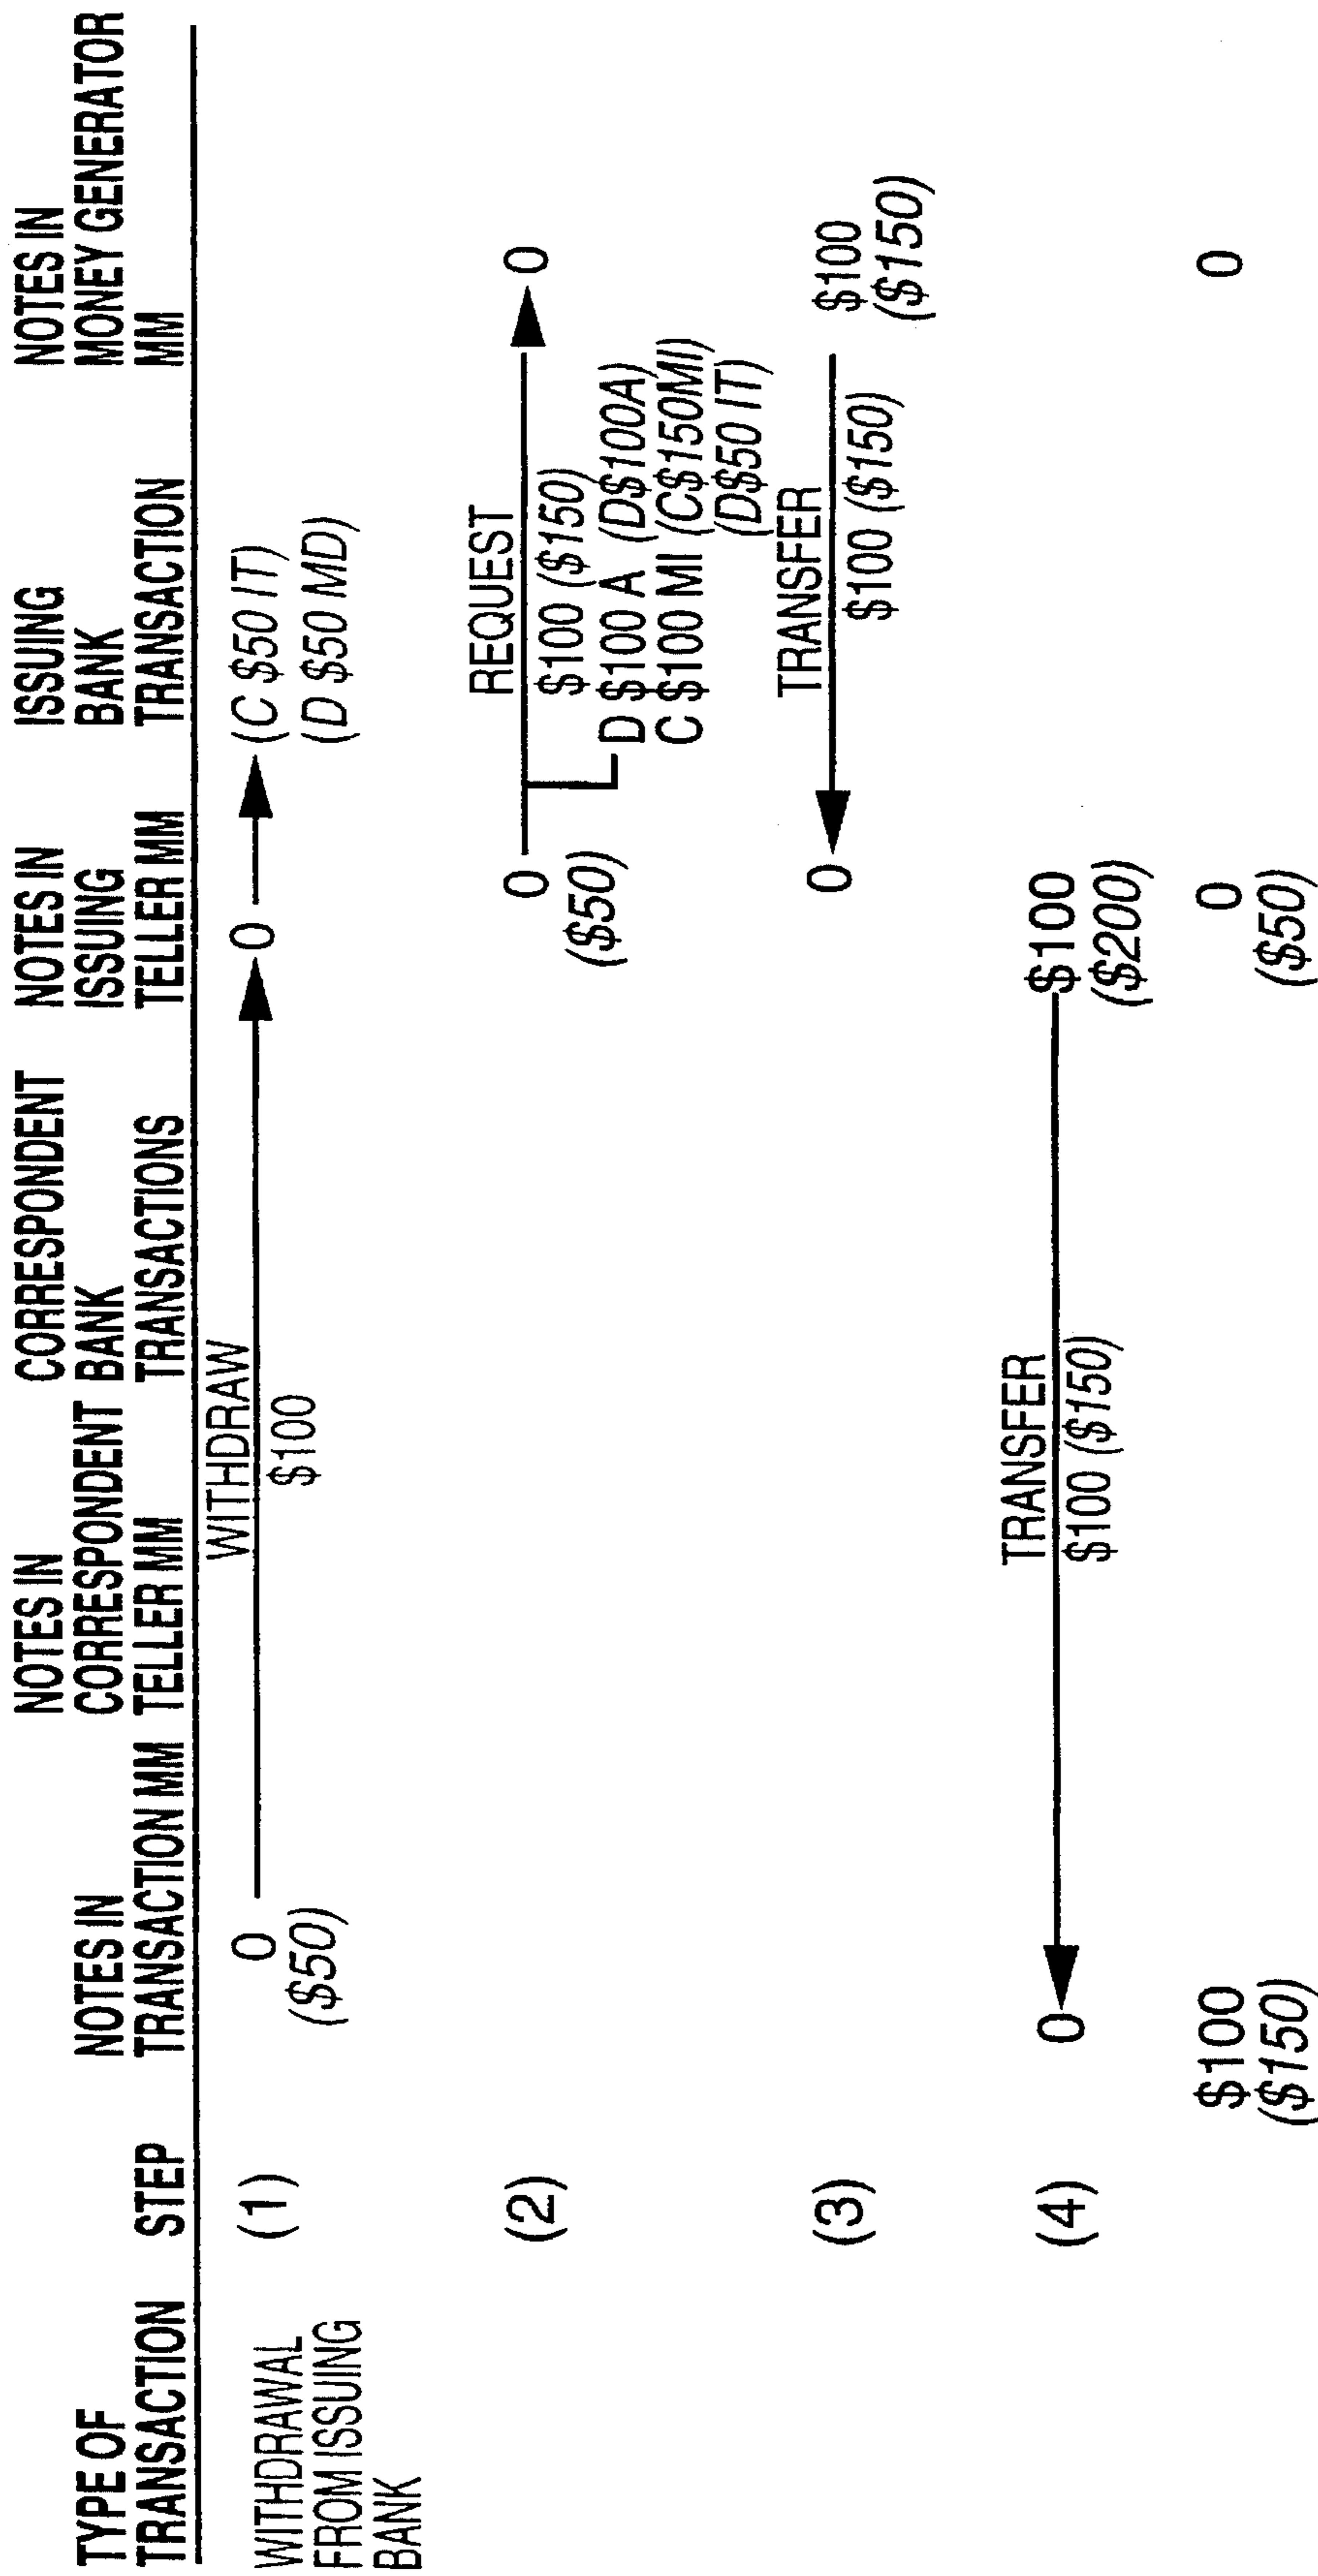 TYPE OF
TRANSACTION
STEP
NOTES IN
TRANSACTION MM
NOTES IN
CORRESPONDENT
TELLER MM
CORRESPONDENT
BANK
TRANSACTIONS
NOTES IN
ISSUING
TELLER MM
ISSUING
BANK
TRANSACTION
NOTES IN
MONEY GENERATOR
MM
WITHDRAWAL
FROM ISSUING
BANK
(1)
0
($50)
WITHDRAW
$100
0
(C $50 IT)
(D $50 MD)
(2)
0
($50)
REQUEST
$100 ($150)
D $100 A (D$100A)
C $100 MI (C$150MI)
(D$50 IT)
0
(3)
0
TRANSFER
$100 ($150)
$100
($150)
(4)
0
TRANSFER
$100 ($150)
$100
($200)
$100
($150)
0
($50)
0